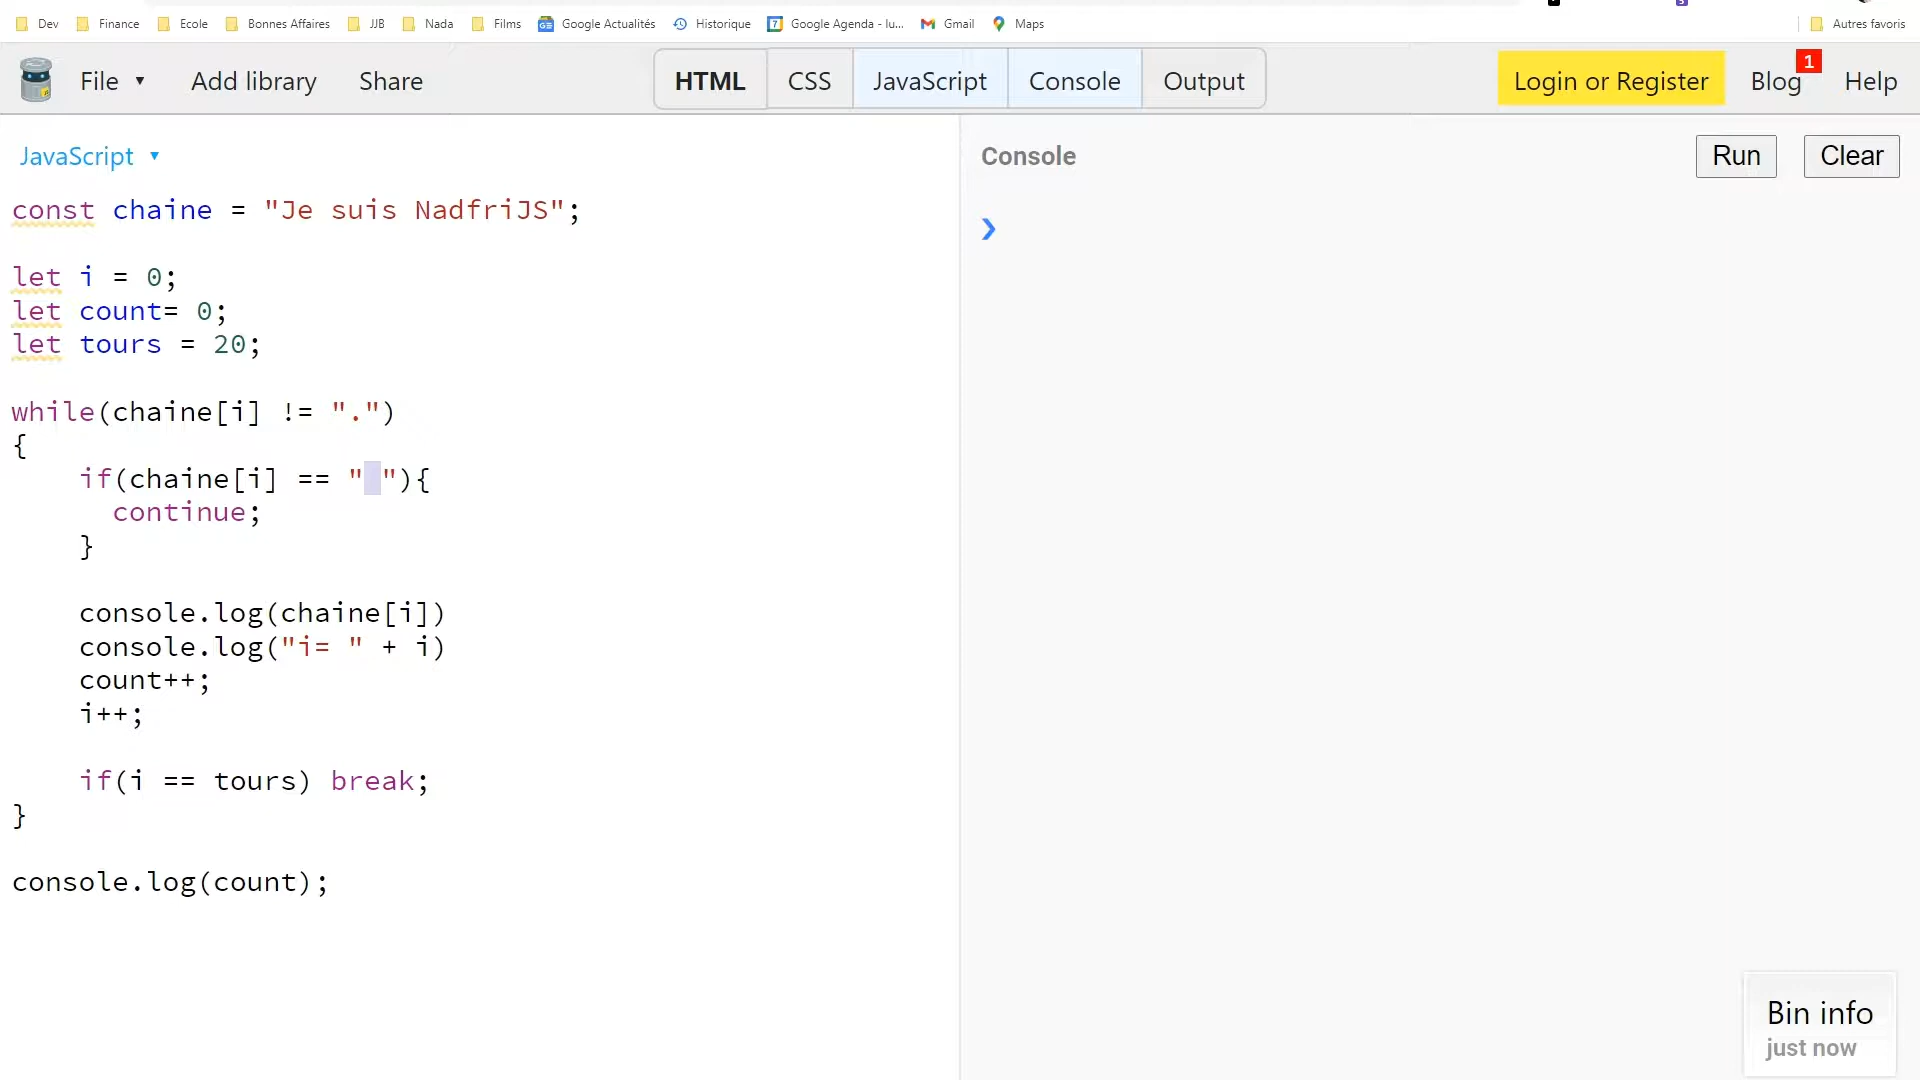 Dev Finance Ecole Bonnes Affaires JJB Nada Films Google Actualités Historique Google Agenda - lu... Gmail Maps Autres favoris
File ▼ Add library Share HTML CSS JavaScript Console Output Login or Register Blog 1 Help
JavaScript ▼
const chaine = "Je suis NadfriJS";
let i = 0;
let count= 0;
let tours = 20;
while(chaine[i] != ".")
{
if(chaine[i] == " "){
continue;
}
console.log(chaine[i])
console.log("i= " + i)
count++;
i++;
if(i == tours) break;
}
console.log(count);
Console Run Clear
❯
Bin info
just now